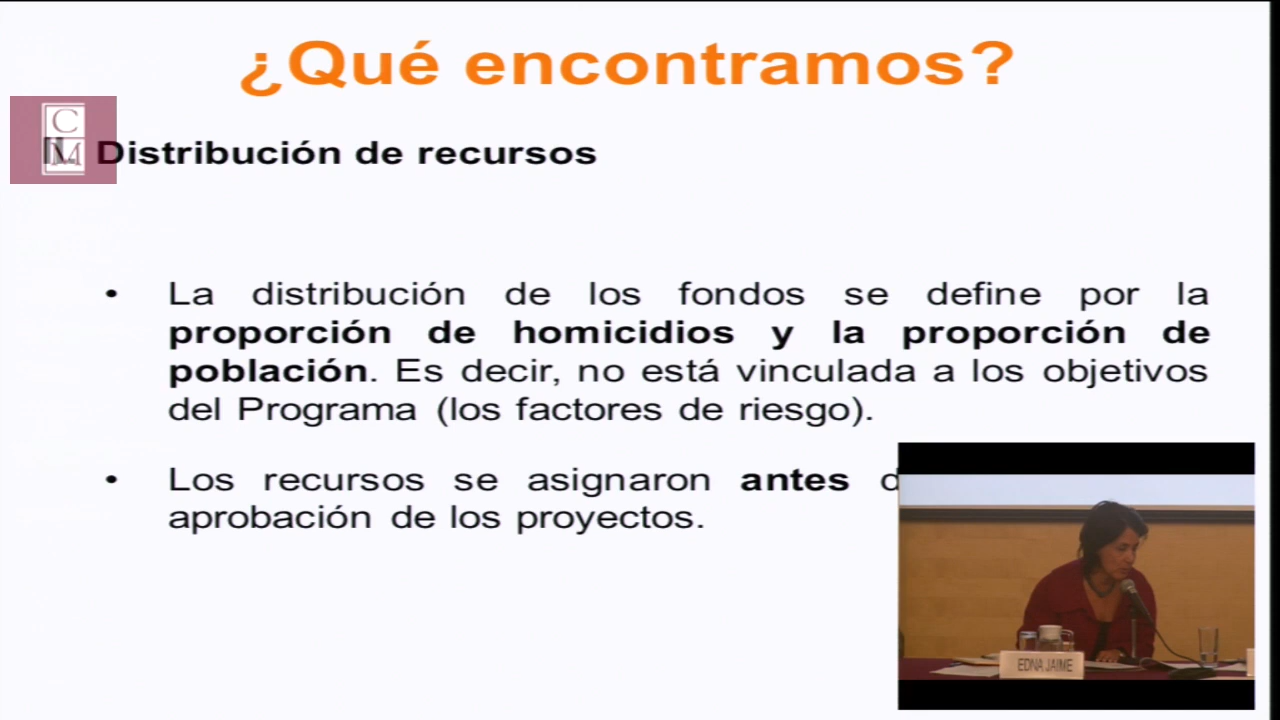 ¿Qué encontramos?
C
M
Distribución de recursos
• La distribución de los fondos se define por la
proporción de homicidios y la proporción de
población. Es decir, no está vinculada a los objetivos
del Programa (los factores de riesgo).
• Los recursos se asignaron antes
aprobación de los proyectos.
EDNA JAIME